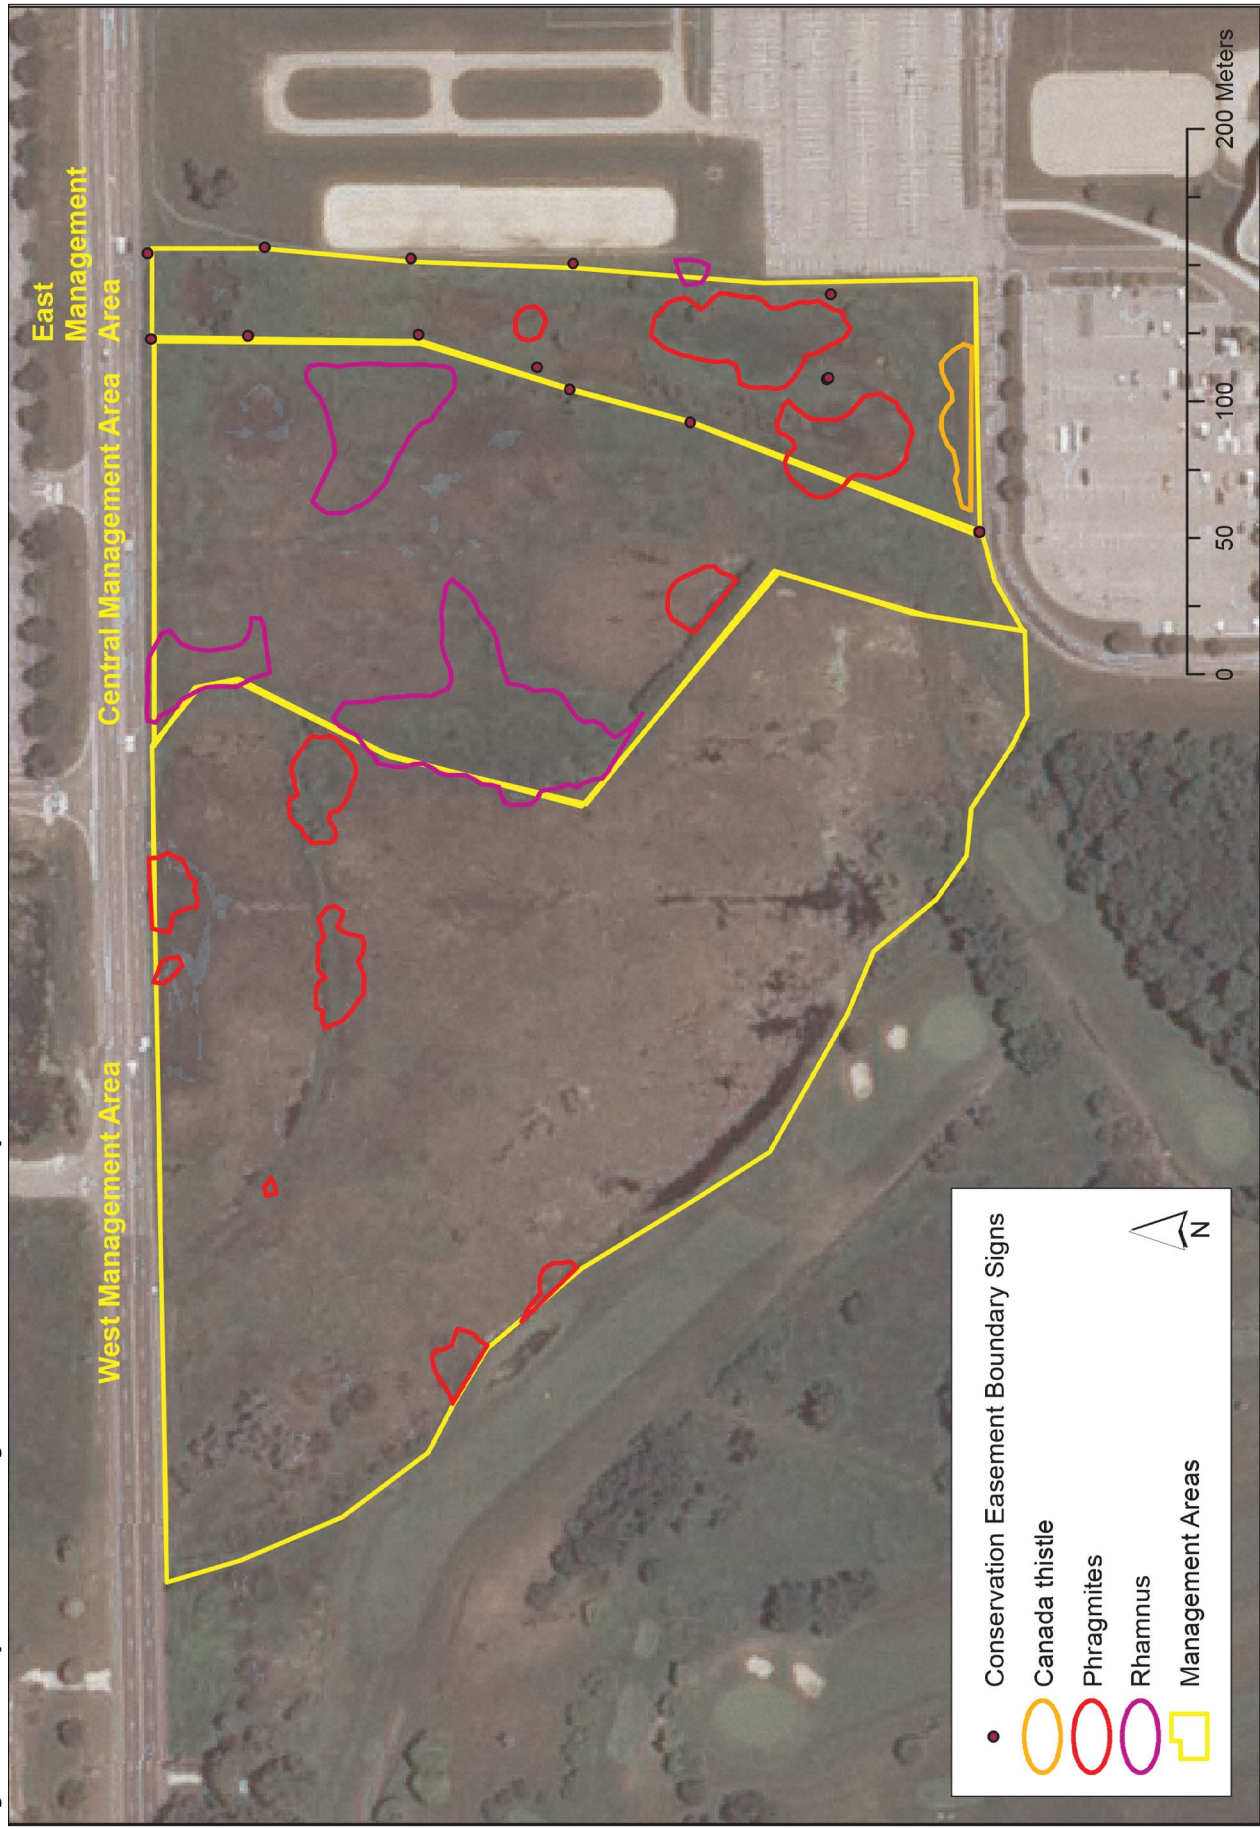 West Management Area
Central Management Area
East
Management
Area
Conservation Easement Boundary Signs
Canada thistle
Phragmites
Rhamnus
Management Areas
N
0
50
100
200 Meters